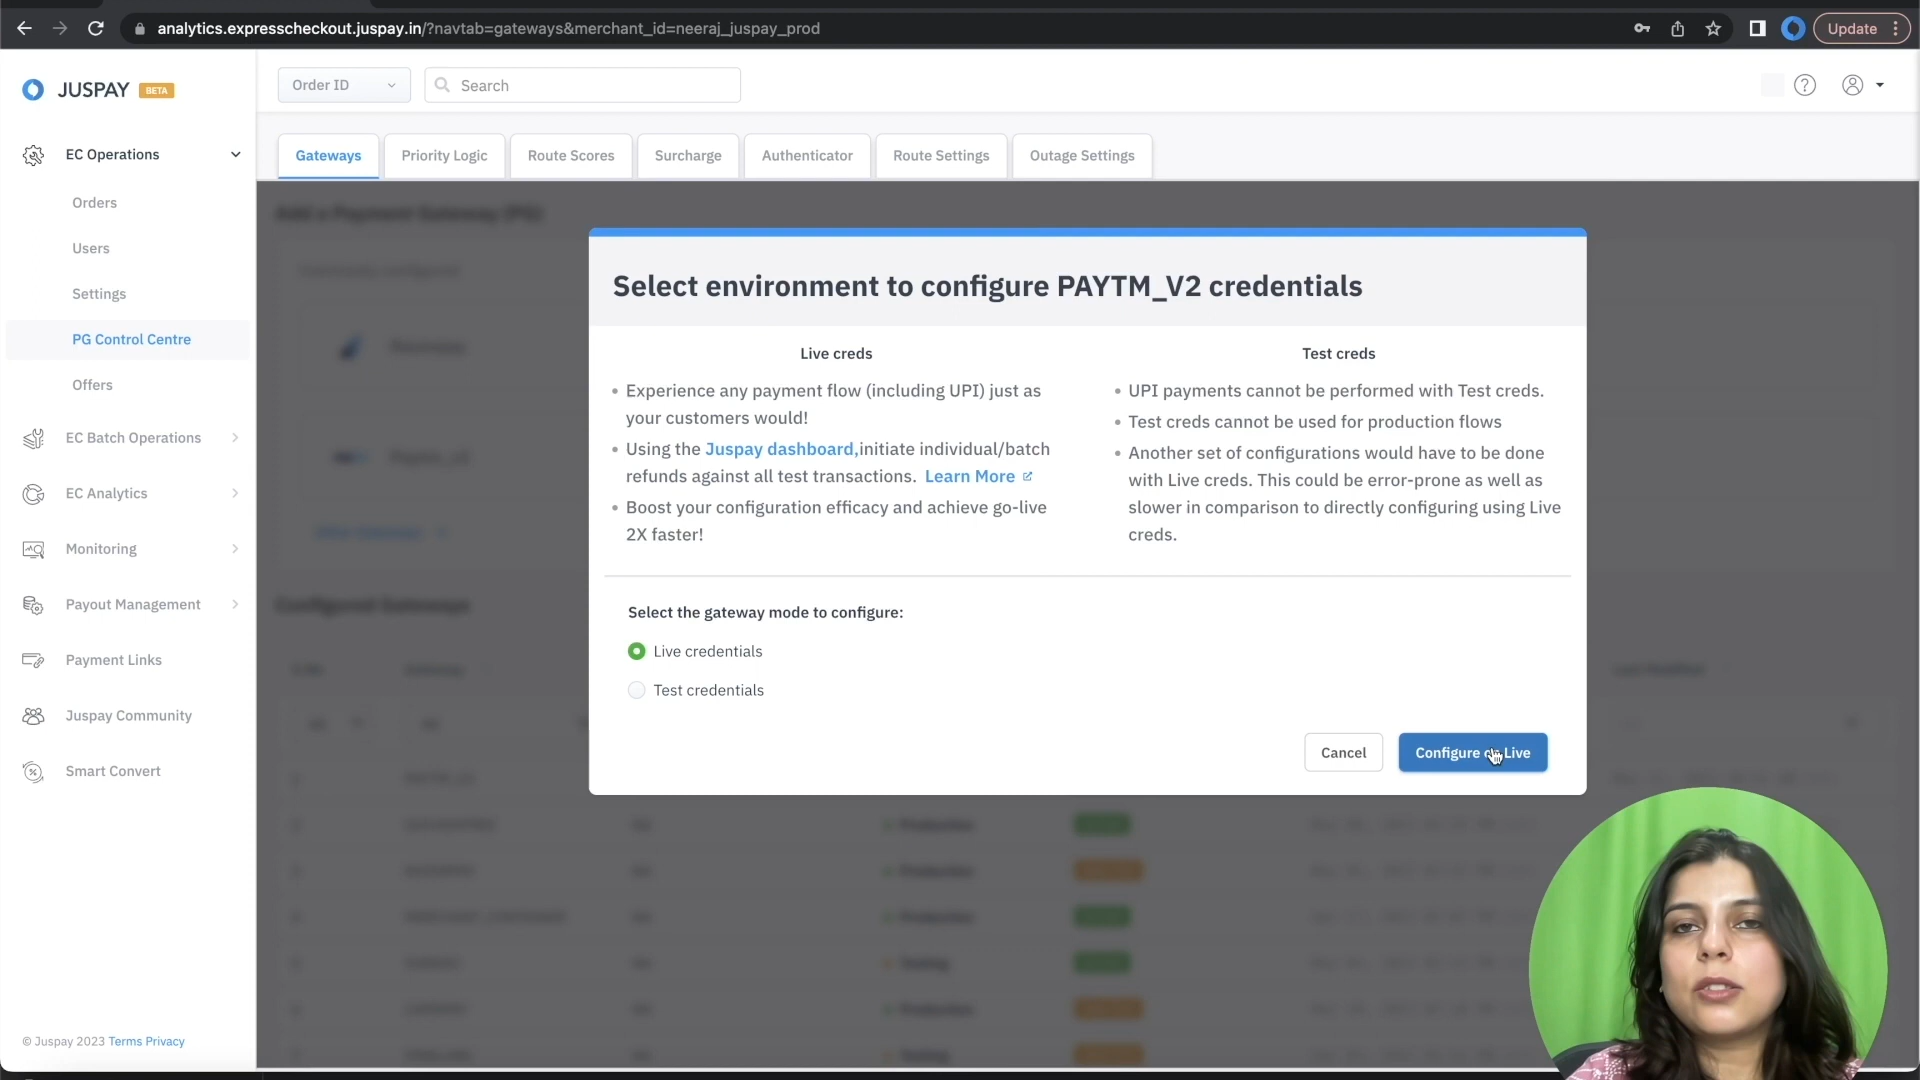 analytics.expresscheckout.juspay.in/?navtab=gateways&merchant_id=neeraj_juspay_prod
Update
JUSPAY BETA
Order ID
Search
EC Operations
Orders
Users
Settings
PG Control Centre
Offers
EC Batch Operations
EC Analytics
Monitoring
Payout Management
Payment Links
Juspay Community
Smart Convert
© Juspay 2023 Terms Privacy
Gateways
Priority Logic
Route Scores
Surcharge
Authenticator
Route Settings
Outage Settings
Add a Payment Gateway (PG)
Configured Gateways
Select environment to configure PAYTM_V2 credentials
Live creds
• Experience any payment flow (including UPI) just as
your customers would!
• Using the Juspay dashboard,initiate individual/batch
refunds against all test transactions. Learn More
• Boost your configuration efficacy and achieve go-live
2X faster!
Test creds
• UPI payments cannot be performed with Test creds.
• Test creds cannot be used for production flows
• Another set of configurations would have to be done
with Live creds. This could be error-prone as well as
slower in comparison to directly configuring using Live
creds.
Select the gateway mode to configure:
Live credentials
Test credentials
Cancel
Configure on Live